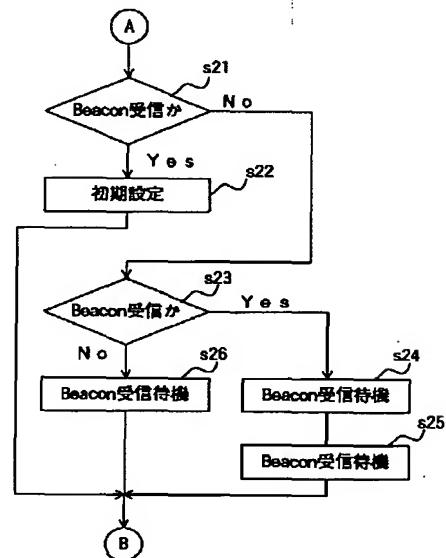 A
s21
Beacon受信か
No
Yes
s22
初期設定
s23
Beacon受信か
Yes
No
s26
s24
Beacon受信待機
Beacon受信待機
s25
Beacon受信待機
B